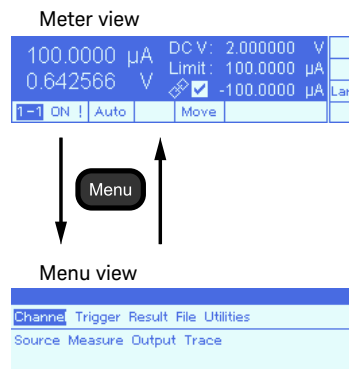 Meter view
100.0000 μA DC V: 2.000000 V
0.642566 V Limit: 100.0000 μA
-100.0000 μA
1-1 ON ! Auto Move
Menu
Menu view
Channel Trigger Result File Utilities
Source Measure Output Trace